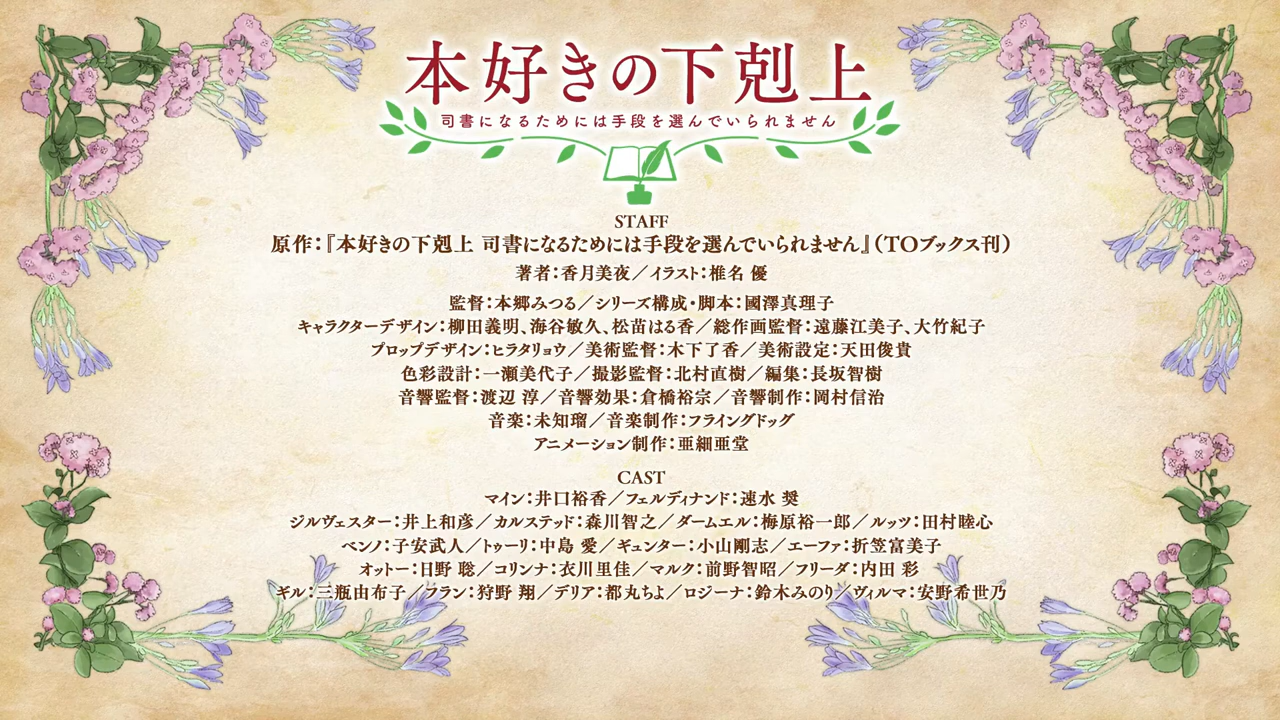 本好きの下剋上
司書になるためには手段を選んでいられません
STAFF
原作：『本好きの下剋上 司書になるためには手段を選んでいられません』（TOブックス刊）
著者：香月美夜／イラスト：椎名 優
監督：本郷みつる／シリーズ構成・脚本：國澤真理子
キャラクターデザイン：柳田義明、海谷敏久、松苗はる香／総作画監督：遠藤江美子、大竹紀子
プロップデザイン：ヒラタリョウ／美術監督：木下了香／美術設定：天田俊貴
色彩設計：一瀬美代子／撮影監督：北村直樹／編集：長坂智樹
音響監督：渡辺 淳／音響効果：倉橋裕宗／音響制作：岡村信治
音楽：未知瑠／音楽制作：フライングドッグ
アニメーション制作：亜細亜堂
CAST
マイン：井口裕香／フェルディナンド：速水 奨
ジルヴェスター：井上和彦／カルステッド：森川智之／ダームエル：梅原裕一郎／ルッツ：田村睦心
ベンノ：子安武人／トゥーリ：中島 愛／ギュンター：小山剛志／エーファ：折笠富美子
オットー：日野 聡／コリンナ：衣川里佳／マルク：前野智昭／フリーダ：内田 彩
ギル：三瓶由布子／フラン：狩野 翔／デリア：都丸ちよ／ロジーナ：鈴木みのり／ヴィルマ：安野希世乃